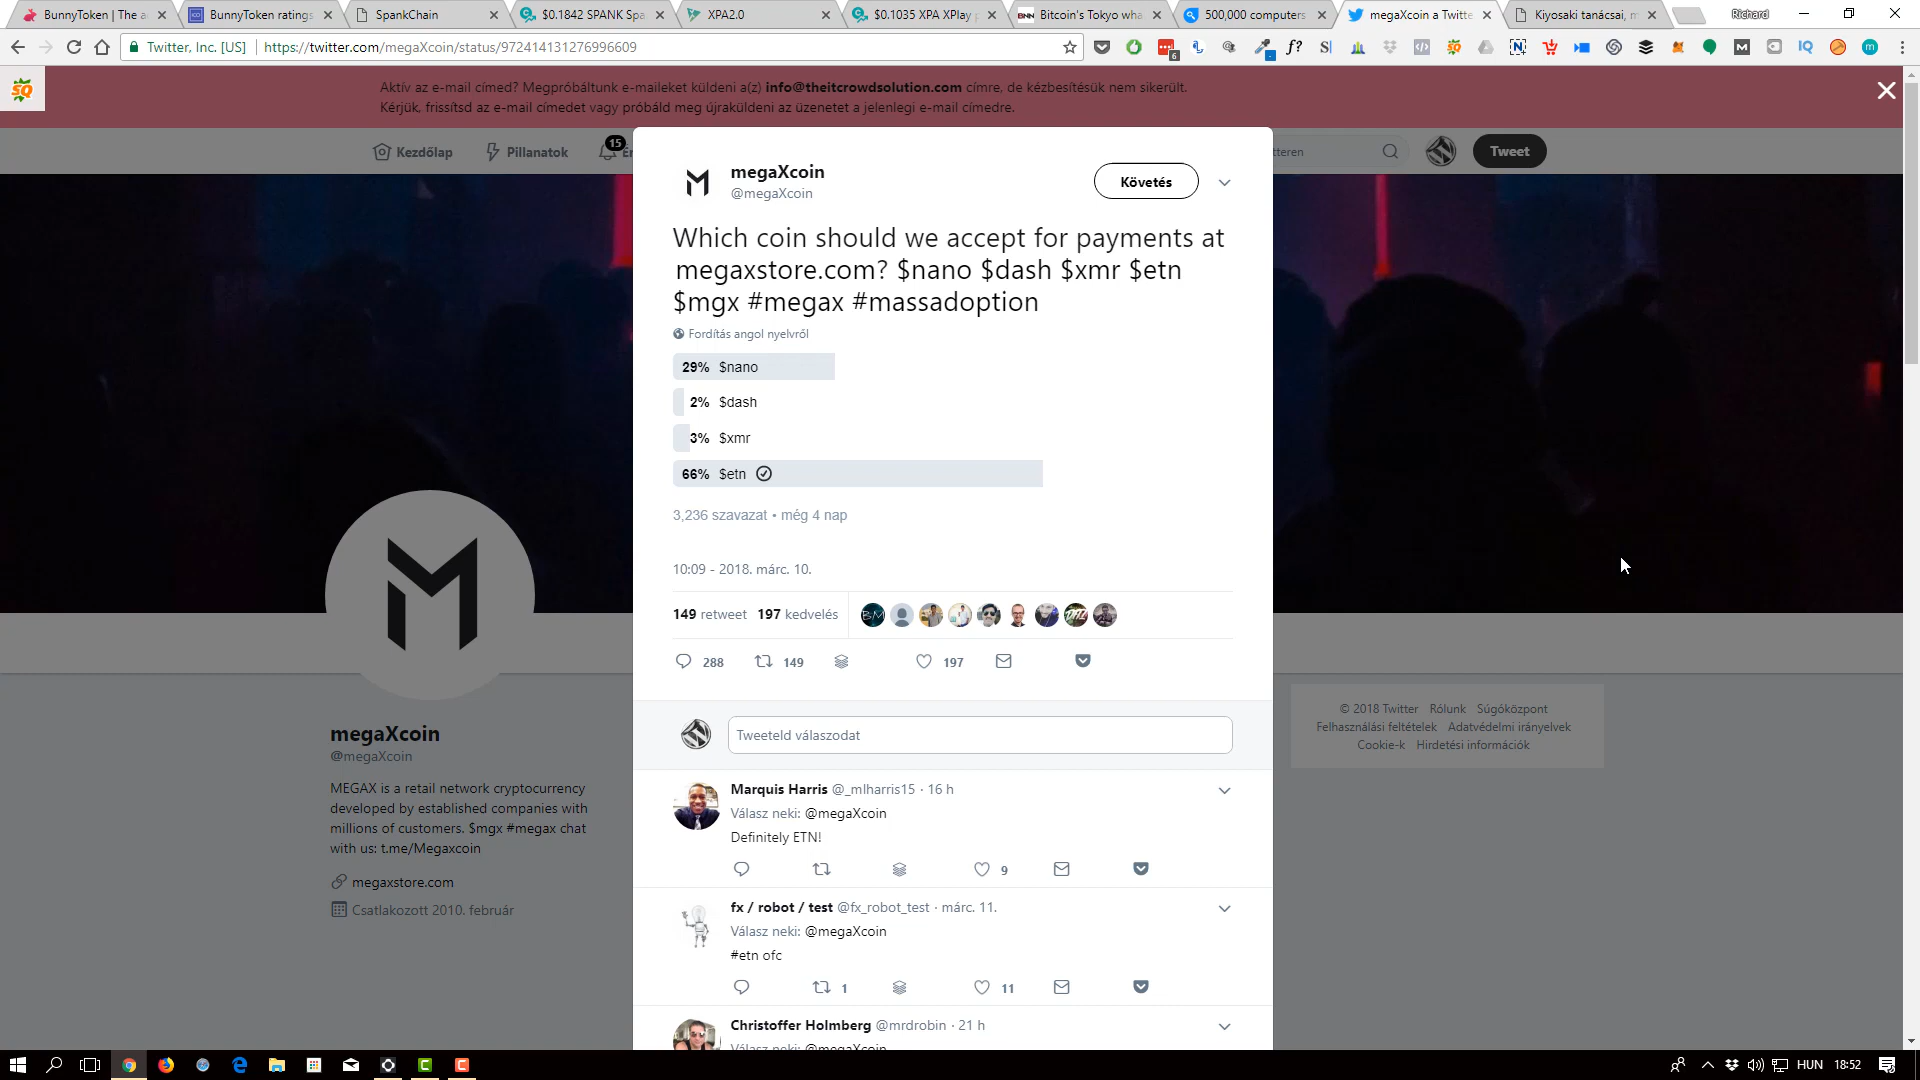 BunnyToken | The a
BunnyToken ratings
SpankChain
$0.1842 SPANK Spa
XPA2.0
$0.1035 XPA XPlay p
BNN Bitcoin's Tokyo wha
500,000 computers
megaXcoin a Twitte
Kiyosaki tanácsai, m
Richard
Twitter, Inc. [US]
https://twitter.com/megaXcoin/status/972414131276996609
Aktív az e-mail címed? Megpróbáltunk e-maileket küldeni a(z) info@theitcrowdsolution.com címre, de kézbesítésük nem sikerült.
Kérjük, frissítsd az e-mail címedet vagy próbáld meg újraküldeni az üzenetet a jelenlegi e-mail címedre.
Kezdőlap
Pillanatok
15
Tweet
megaXcoin
@megaXcoin
Követés
Which coin should we accept for payments at
megaxstore.com? $nano $dash $xmr $etn
$mgx #megax #massadoption
Fordítás angol nyelvről
29% $nano
2% $dash
3% $xmr
66% $etn
3,236 szavazat • még 4 nap
10:09 - 2018. márc. 10.
149 retweet 197 kedvelés
288 149 197
Tweeteld válaszodat
Marquis Harris @_mlharris15 · 16 h
Válasz neki: @megaXcoin
Definitely ETN!
9
fx / robot / test @fx_robot_test · márc. 11.
Válasz neki: @megaXcoin
#etn ofc
1 11
Christoffer Holmberg @mrdrobin · 21 h
Válasz neki: @megaXcoin
megaXcoin
@megaXcoin
MEGAX is a retail network cryptocurrency
developed by established companies with
millions of customers. $mgx #megax chat
with us: t.me/Megaxcoin
megaxstore.com
Csatlakozott 2010. február
© 2018 Twitter Rólunk Súgóközpont
Felhasználási feltételek Adatvédelmi irányelvek
Cookie-k Hirdetési információk
HUN 18:52